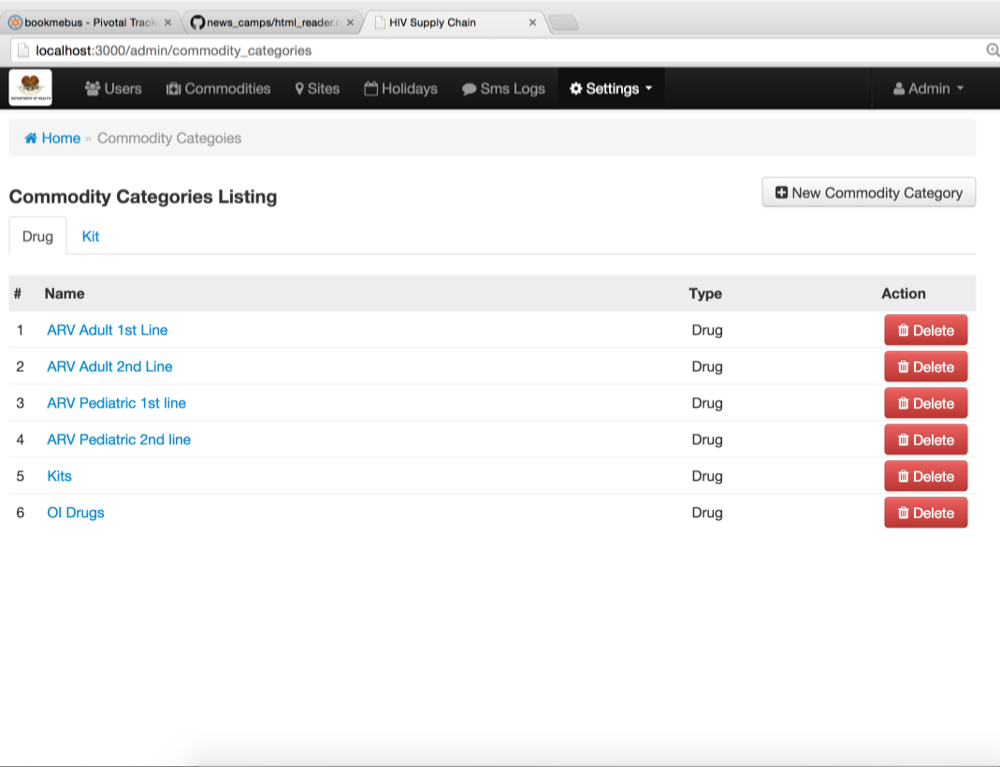 bookmebus - Pivotal Track
news_camps/html_reader.r
HIV Supply Chain
localhost:3000/admin/commodity_categories
DEPARTMENT OF HEALTH
Users
Commodities
Sites
Holidays
Sms Logs
Settings
Admin
Home » Commodity Categoies
Commodity Categories Listing
New Commodity Category
Drug
Kit
# Name Type Action
1 ARV Adult 1st Line Drug Delete
2 ARV Adult 2nd Line Drug Delete
3 ARV Pediatric 1st line Drug Delete
4 ARV Pediatric 2nd line Drug Delete
5 Kits Drug Delete
6 OI Drugs Drug Delete